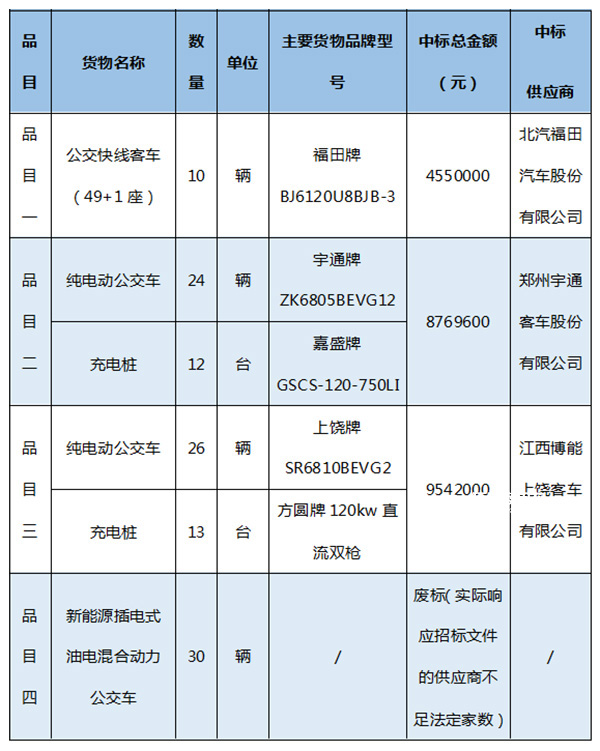 品目
货物名称
数量
单位
主要货物品牌型号
中标总金额（元）
中标供应商
品目一
公交快线客车（49+1座）
10
辆
福田牌
BJ6120U8BJB-3
4550000
北汽福田汽车股份有限公司
品目二
纯电动公交车
24
辆
宇通牌
ZK6805BEVG12
8769600
郑州宇通客车股份有限公司
充电桩
12
台
嘉盛牌
GSCS-120-750LI
品目三
纯电动公交车
26
辆
上饶牌
SR6810BEVG2
9542000
江西博能上饶客车有限公司
充电桩
13
台
方圆牌120kw直流双枪
品目四
新能源插电式油电混合动力公交车
30
辆
/
废标（实际响应招标文件的供应商不足法定家数）
/